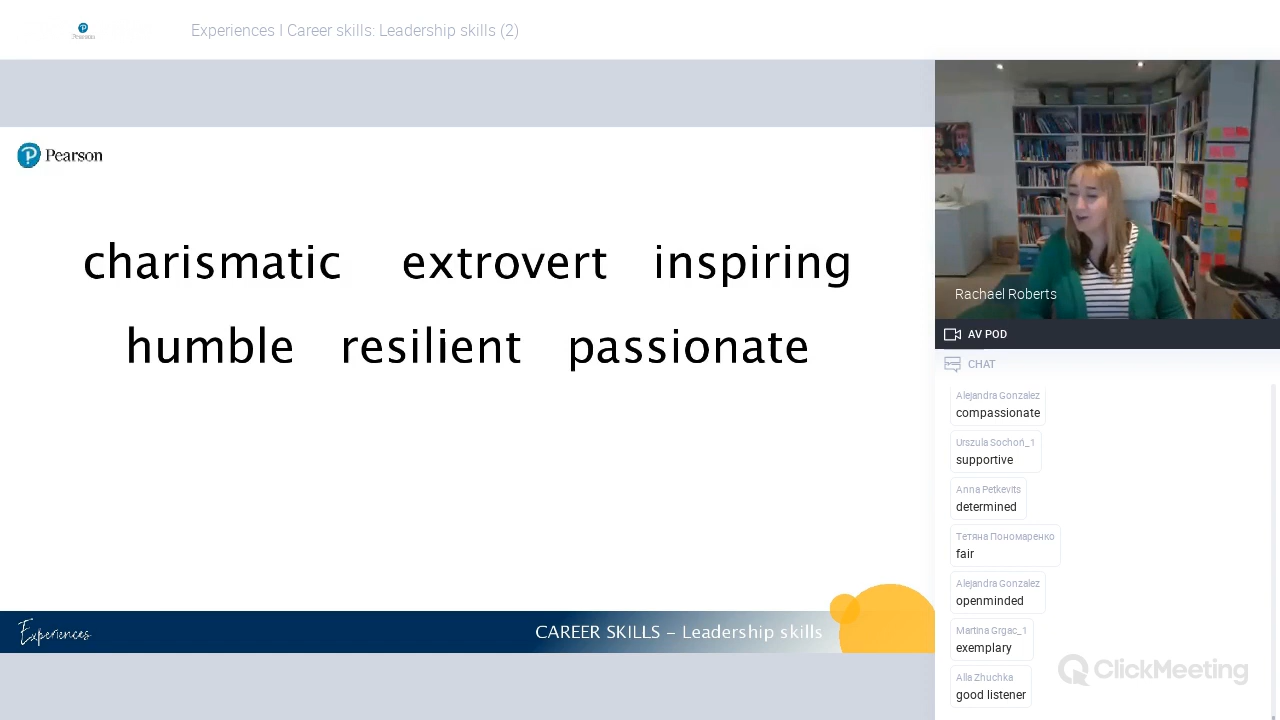 Experiences I Career skills: Leadership skills (2)
Pearson
charismatic extrovert inspiring
humble resilient passionate
Experiences
CAREER SKILLS – Leadership skills
Rachael Roberts
AV POD
CHAT
Alejandra Gonzalez
compassionate
Urszula Sochoń_1
supportive
Anna Petkevits
determined
Тетяна Пономаренко
fair
Alejandra Gonzalez
openminded
Martina Grgac_1
exemplary
Alla Zhuchka
good listener
ClickMeeting